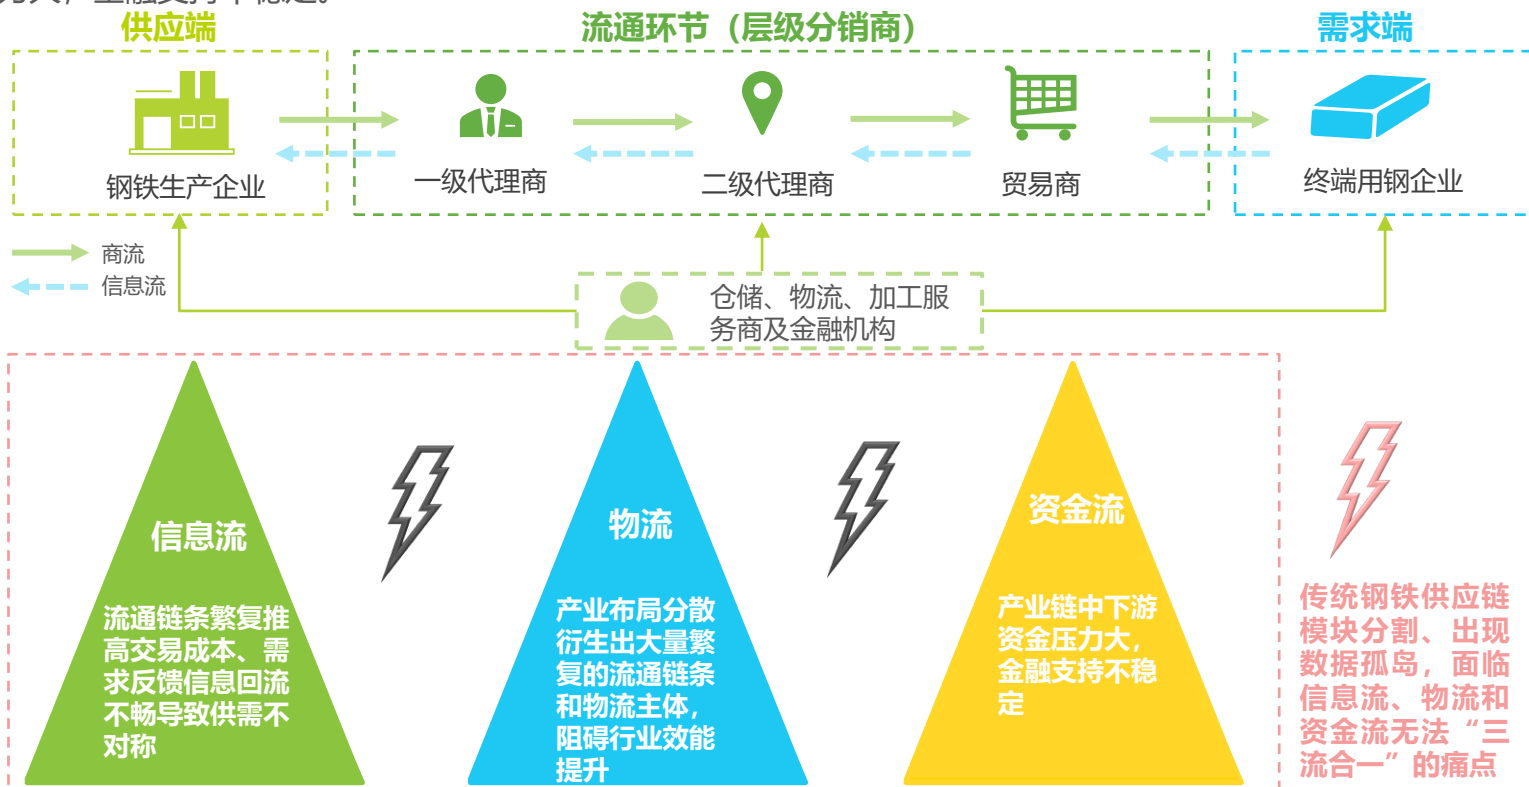 供应端
流通环节（层级分销商）
需求端
钢铁生产企业
一级代理商
二级代理商
贸易商
终端用钢企业
商流
信息流
仓储、物流、加工服
务商及金融机构
信息流
流通链条繁复推
高交易成本、需
求反馈信息回流
不畅导致供需不
对称
物流
产业布局分散
衍生出大量繁
复的流通链条
和物流主体，
阻碍行业效能
提升
资金流
产业链中下游
资金压力大，
金融支持不稳
定
传统钢铁供应链
模块分割、出现
数据孤岛，面临
信息流、物流和
资金流无法“三
流合一”的痛点